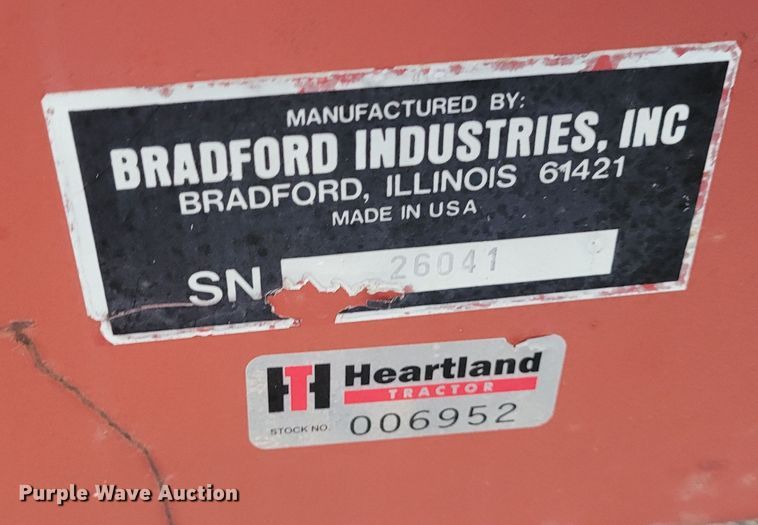 MANUFACTURED BY:
BRADFORD INDUSTRIES, INC
BRADFORD, ILLINOIS 61421
MADE IN USA
SN 26041
HTH Heartland
TRACTOR
STOCK NO. 006952
Purple Wave Auction